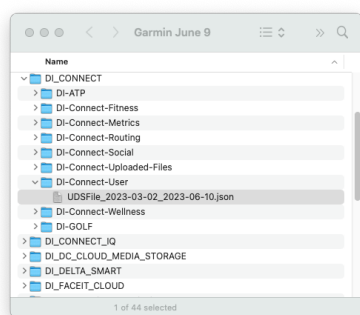 Garmin June 9
Name
DI_CONNECT
DI-ATP
DI-Connect-Fitness
DI-Connect-Metrics
DI-Connect-Routing
DI-Connect-Social
DI-Connect-Uploaded-Files
DI-Connect-User
UDSFile_2023-03-02_2023-06-10.json
DI-Connect-Wellness
DI-GOLF
DI_CONNECT_IQ
DI_DC_CLOUD_MEDIA_STORAGE
DI_DELTA_SMART
DI_FACEIT_CLOUD
1 of 44 selected